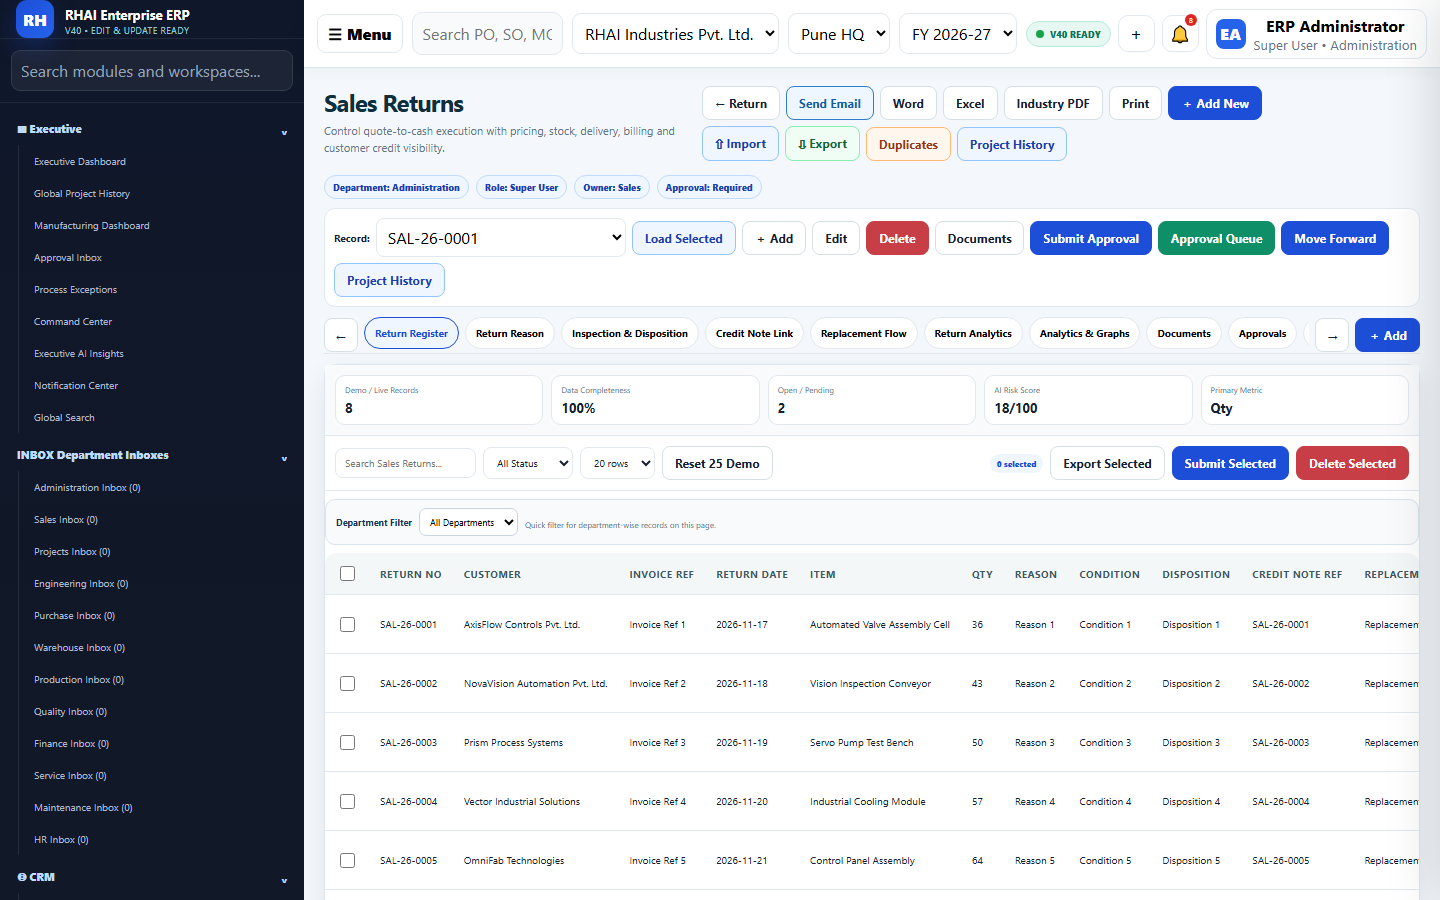 RH
RHAI Enterprise ERP
V40 • EDIT & UPDATE READY
Search modules and workspaces...
Executive
Executive Dashboard
Global Project History
Manufacturing Dashboard
Approval Inbox
Process Exceptions
Command Center
Executive AI Insights
Notification Center
Global Search
INBOX Department Inboxes
Administration Inbox (0)
Sales Inbox (0)
Projects Inbox (0)
Engineering Inbox (0)
Purchase Inbox (0)
Warehouse Inbox (0)
Production Inbox (0)
Quality Inbox (0)
Finance Inbox (0)
Service Inbox (0)
Maintenance Inbox (0)
HR Inbox (0)
CRM
☰ Menu
Search PO, SO, MO
RHAI Industries Pvt. Ltd.
Pune HQ
FY 2026-27
V40 READY
+
8
EA
ERP Administrator
Super User • Administration
Sales Returns
Control quote-to-cash execution with pricing, stock, delivery, billing and
customer credit visibility.
← Return
Send Email
Word
Excel
Industry PDF
Print
+ Add New
⇧ Import
⇩ Export
Duplicates
Project History
Department: Administration
Role: Super User
Owner: Sales
Approval: Required
Record:
SAL-26-0001
Load Selected
+ Add
Edit
Delete
Documents
Submit Approval
Approval Queue
Move Forward
Project History
←
Return Register
Return Reason
Inspection & Disposition
Credit Note Link
Replacement Flow
Return Analytics
Analytics & Graphs
Documents
Approvals
→
+ Add
Demo / Live Records
8
Data Completeness
100%
Open / Pending
2
AI Risk Score
18/100
Primary Metric
Qty
Search Sales Returns...
All Status
20 rows
Reset 25 Demo
0 selected
Export Selected
Submit Selected
Delete Selected
Department Filter
All Departments
Quick filter for department-wise records on this page.
RETURN NO CUSTOMER INVOICE REF RETURN DATE ITEM QTY REASON CONDITION DISPOSITION CREDIT NOTE REF REPLACEM
SAL-26-0001 AxisFlow Controls Pvt. Ltd. Invoice Ref 1 2026-11-17 Automated Valve Assembly Cell 36 Reason 1 Condition 1 Disposition 1 SAL-26-0001 Replacemen
SAL-26-0002 NovaVision Automation Pvt. Ltd. Invoice Ref 2 2026-11-18 Vision Inspection Conveyor 43 Reason 2 Condition 2 Disposition 2 SAL-26-0002 Replacemen
SAL-26-0003 Prism Process Systems Invoice Ref 3 2026-11-19 Servo Pump Test Bench 50 Reason 3 Condition 3 Disposition 3 SAL-26-0003 Replacemen
SAL-26-0004 Vector Industrial Solutions Invoice Ref 4 2026-11-20 Industrial Cooling Module 57 Reason 4 Condition 4 Disposition 4 SAL-26-0004 Replacemen
SAL-26-0005 OmniFab Technologies Invoice Ref 5 2026-11-21 Control Panel Assembly 64 Reason 5 Condition 5 Disposition 5 SAL-26-0005 Replacemen